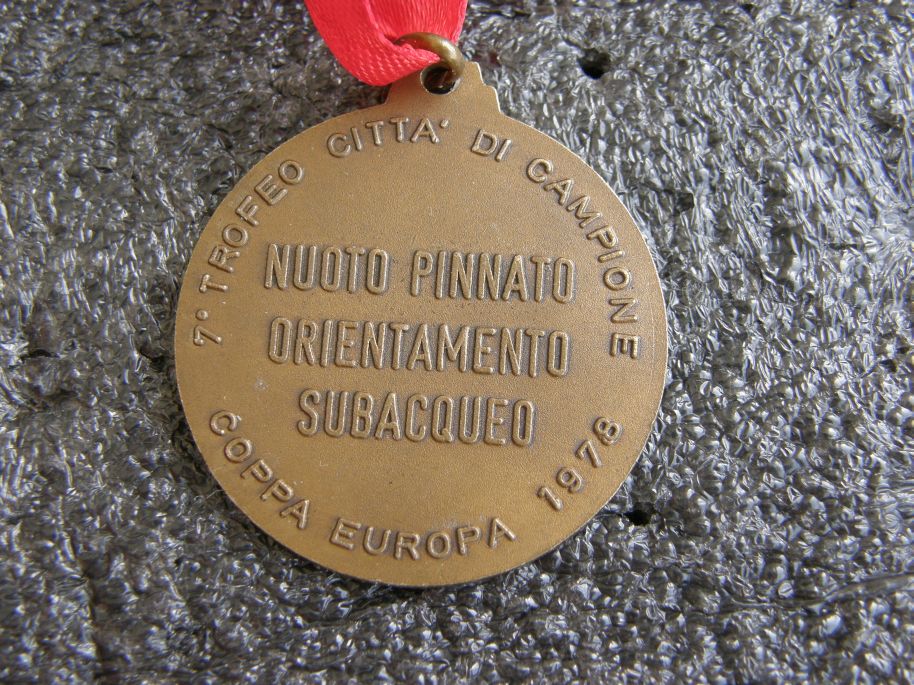 7° TROFEO CITTA' DI CAMPIONE
NUOTO PINNATO
ORIENTAMENTO
SUBACQUEO
COPPA EUROPA 1978